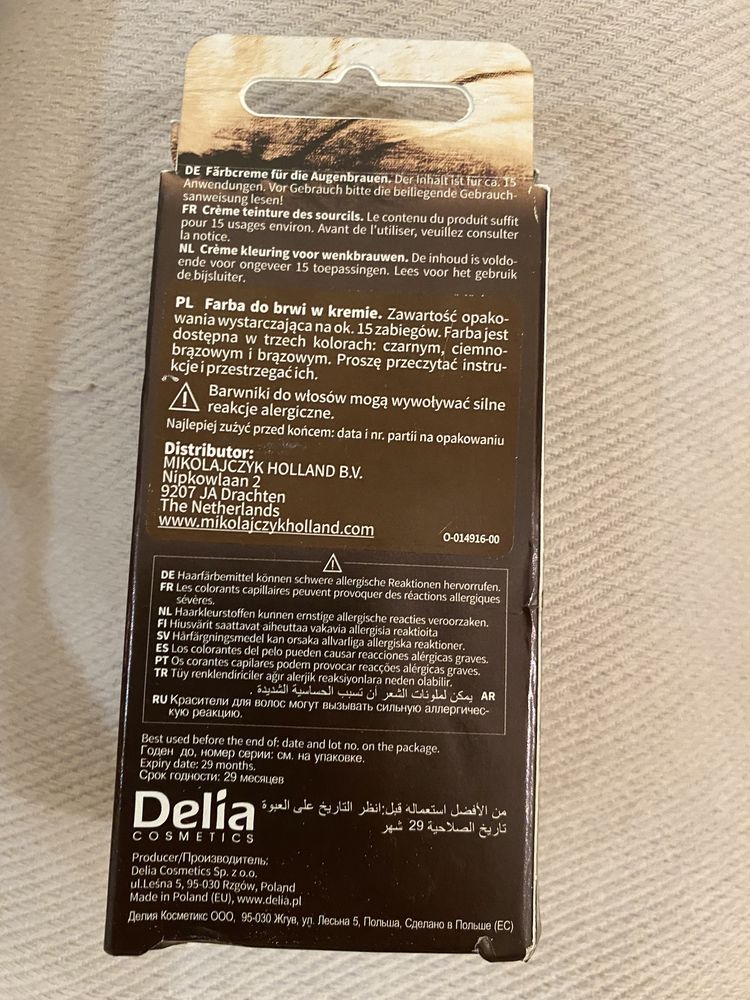 DE Färbcreme für die Augenbrauen. Der Inhalt ist für ca. 15
Anwendungen. Vor Gebrauch bitte die beiliegende Gebrauch-
sanweisung lesen!
FR Crème teinture des sourcils. Le contenu du produit suffit
pour 15 usages environ. Avant de l'utiliser, veuillez consulter
la notice.
NL Crème kleuring voor wenkbrauwen. De inhoud is voldo-
ende voor ongeveer 15 toepassingen. Lees voor het gebruik
de bijsluiter.
PL Farba do brwi w kremie. Zawartość opako-
wania wystarczająca na ok. 15 zabiegów. Farba jest
dostępna w trzech kolorach: czarnym, ciemno-
brązowym i brązowym. Proszę przeczytać instru-
kcje i przestrzegać ich.
Barwniki do włosów mogą wywoływać silne
reakcje alergiczne.
Najlepiej zużyć przed końcem: data i nr. partii na opakowaniu
Distributor:
MIKOLAJCZYK HOLLAND B.V.
Nipkowlaan 2
9207 JA Drachten
The Netherlands
www.mikolajczykholland.com
O-014916-00
DE Haarfärbemittel können schwere allergische Reaktionen hervorrufen.
FR Les colorants capillaires peuvent provoquer des réactions allergiques
sévères.
NL Haarkleurstoffen kunnen ernstige allergische reacties veroorzaken.
FI Hiusvärit saattavat aiheuttaa vakavia allergisia reaktioita
SV Hårfärgningsmedel kan orsaka allvarliga allergiska reaktioner.
ES Los colorantes del pelo pueden causar reacciones alérgicas graves.
PT Os corantes capilares podem provocar reacções alérgicas graves.
TR Tüy renklendiriciler ağır alerjik reaksiyonlara neden olabilir.
AR يمكن لملونات الشعر أن تسبب الحساسية الشديدة .
RU Красители для волос могут вызывать сильную аллергичес-
кую реакцию.
Best used before the end of: date and lot no. on the package.
Годен до, номер серии: см. на упаковке.
Expiry date: 29 months.
Срок годности: 29 месяцев
من الأفضل استعماله قبل:انظر التاريخ على العبوة
تاريخ الصلاحية 29 شهر
Delia
COSMETICS
Producer/Производитель:
Delia Cosmetics Sp. z o.o.
ul.Leśna 5, 95-030 Rzgów, Poland
Made in Poland (EU), www.delia.pl
Делия Косметикс ООО, 95-030 Жгув, ул. Лесьна 5, Польша, Сделано в Польше (ЕС)